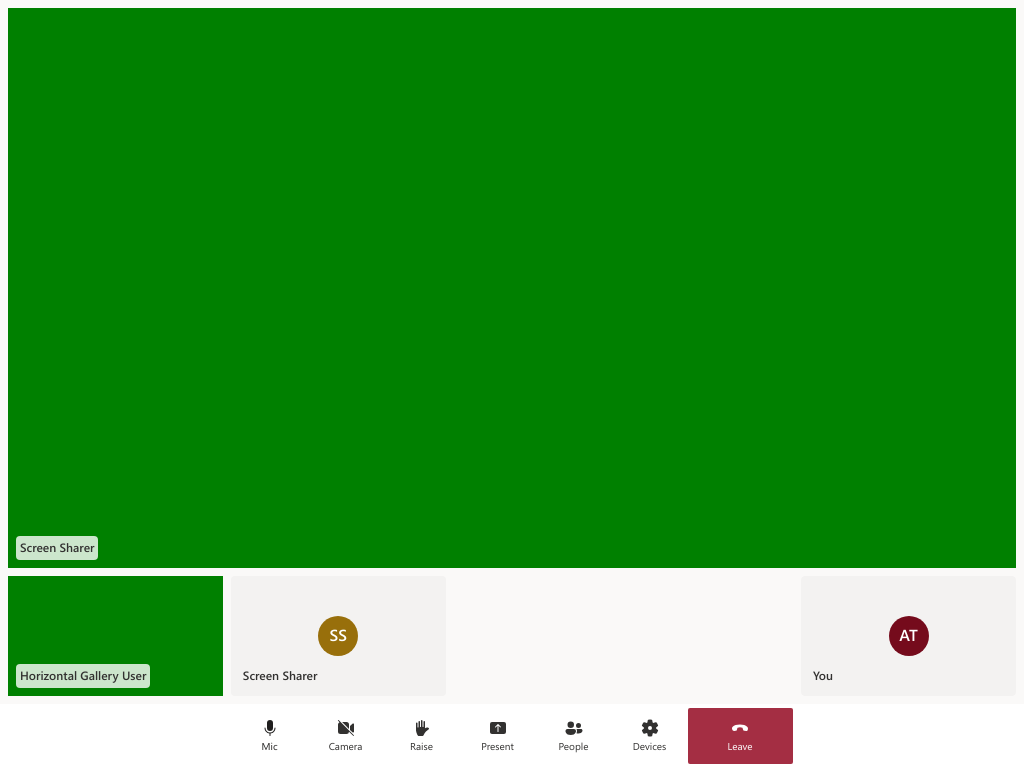 Screen Sharer
Horizontal Gallery User
SS
Screen Sharer
AT
You
Mic
Camera
Raise
Present
People
Devices
Leave